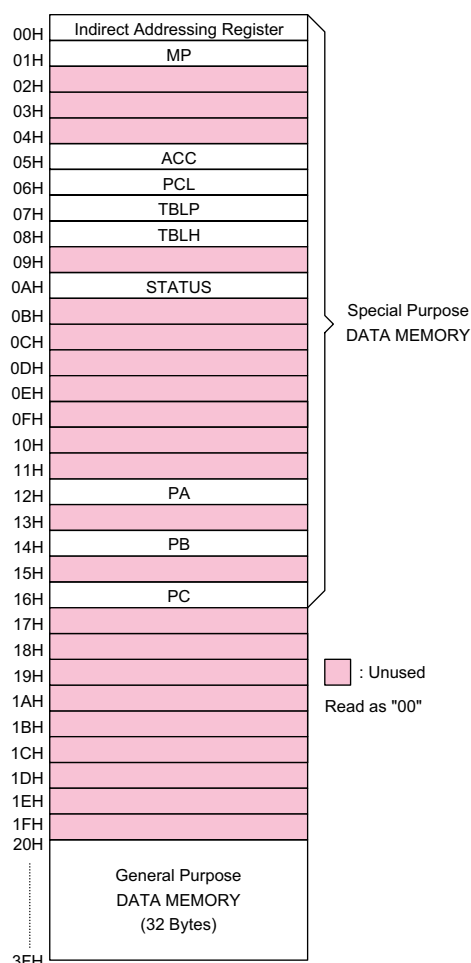 00H Indirect Addressing Register
01H MP
02H
03H
04H
05H ACC
06H PCL
07H TBLP
08H TBLH
09H
0AH STATUS
0BH
0CH
0DH
0EH
0FH
10H
11H
12H PA
13H
14H PB
15H
16H PC
17H
18H
19H
1AH
1BH
1CH
1DH
1EH
1FH
20H
General Purpose
DATA MEMORY
(32 Bytes)
3FH
Special Purpose
DATA MEMORY
: Unused
Read as "00"